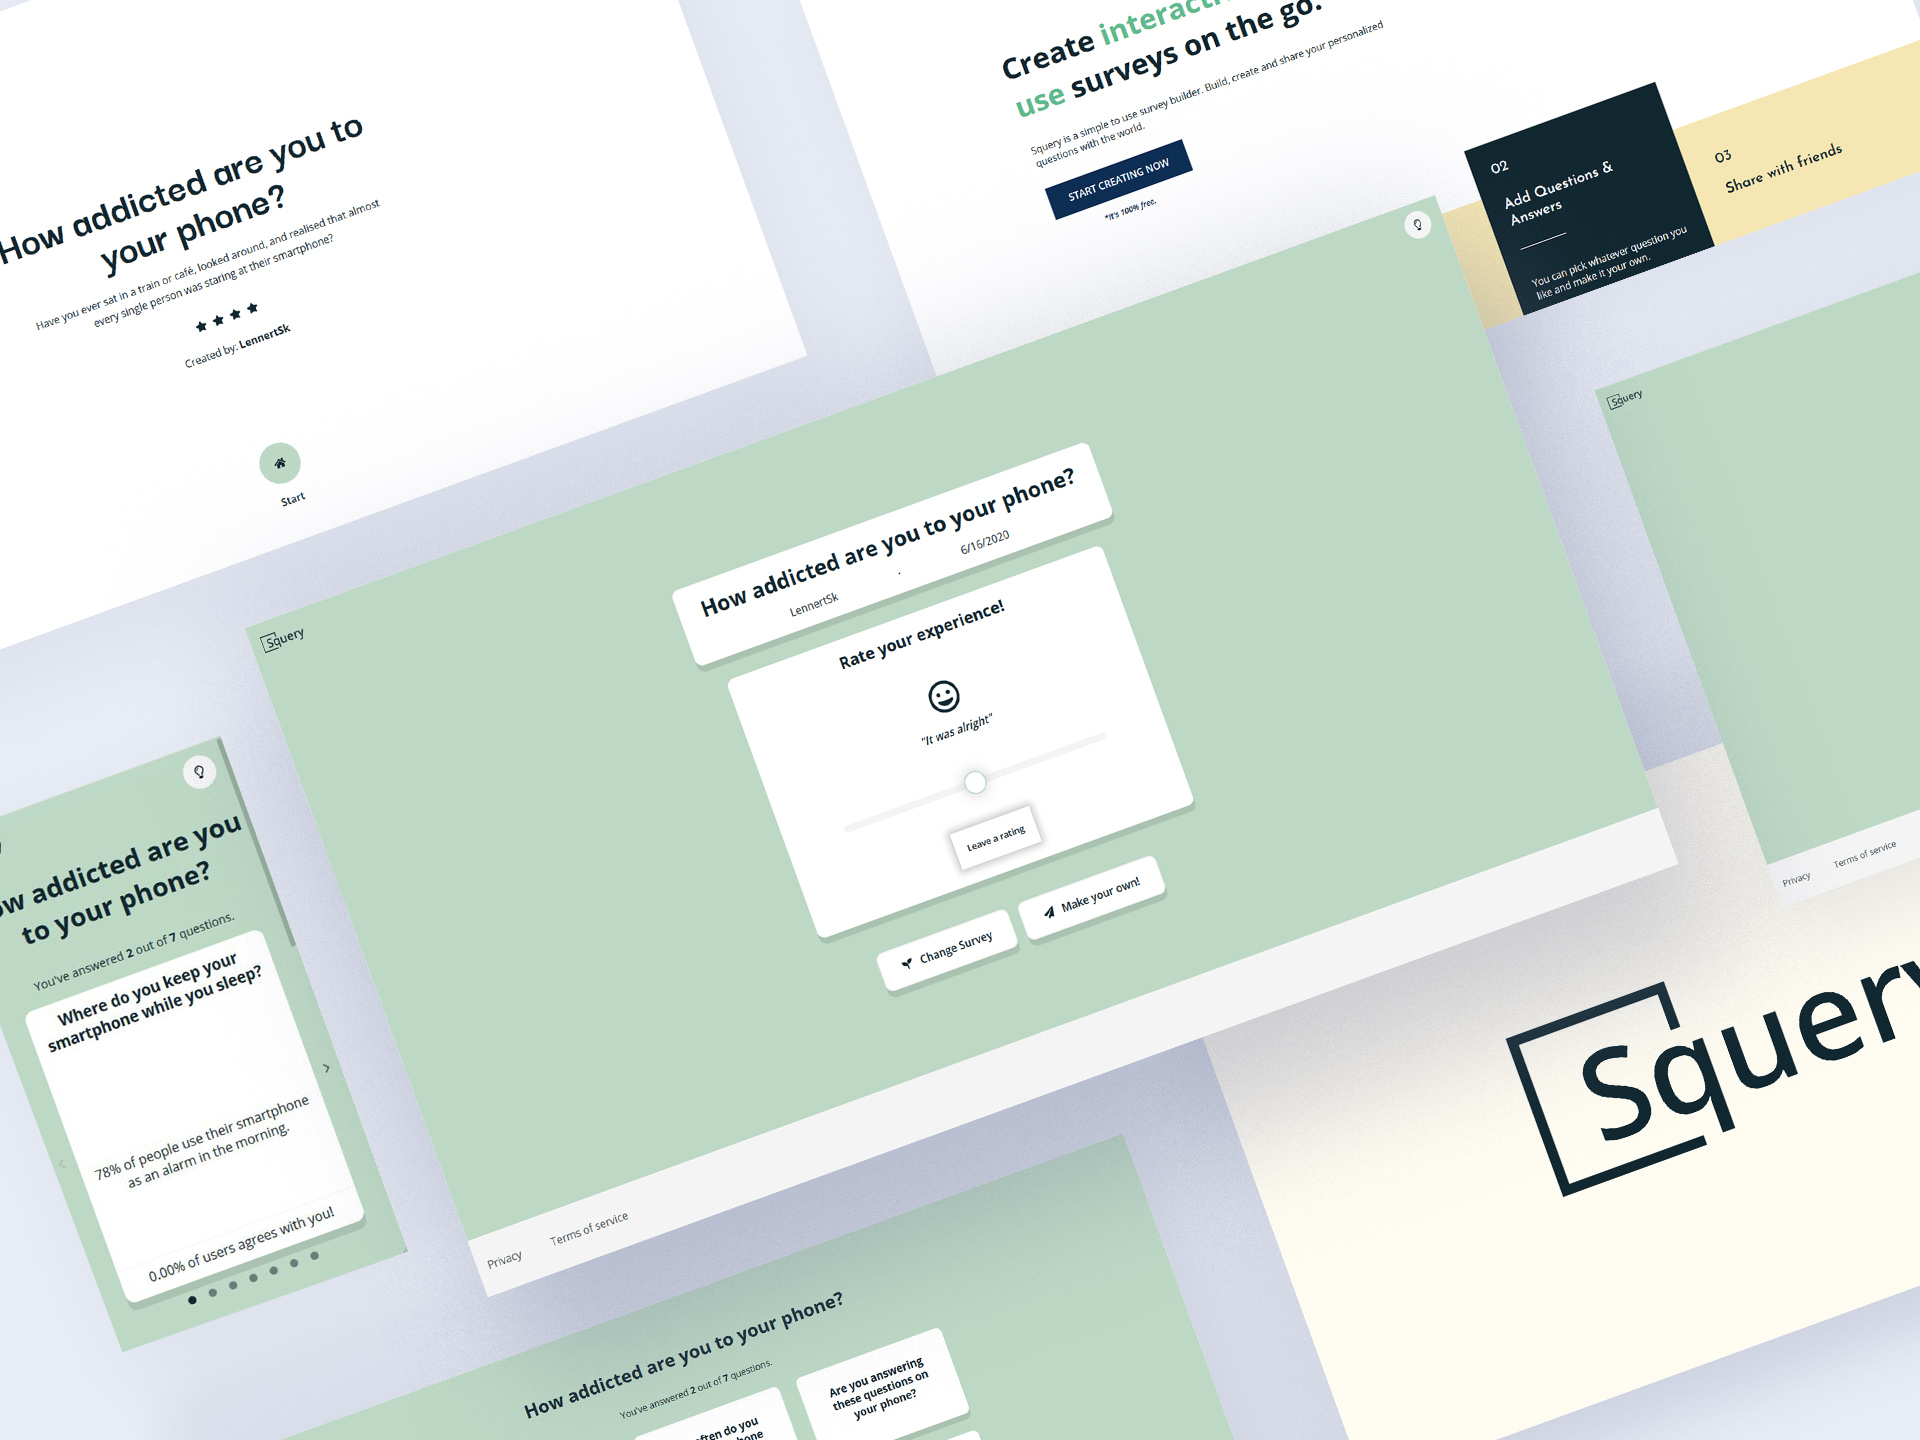 How addicted are you to
your phone?
Have you ever sat in a train or café, looked around, and realised that almost
every single person was staring at their smartphone?
Created by: LennertSk
Start
Create
use surveys on the go.
Squery is a simple to use survey builder. Build, create and share your personalized
questions with the world.
START CREATING NOW
*It's 100% free.
02
Add Questions &
Answers
You can pick whatever question you
like and make it your own.
03
Share with friends
Squery
How addicted are you to your phone?
LennertSk . 6/16/2020
Rate your experience!
"It was alright"
Leave a rating
Change Survey
Make your own!
Privacy
Terms of service
Squery
Privacy
Terms of service
addicted are you
to your phone?
You've answered 2 out of 7 questions.
Where do you keep your
smartphone while you sleep?
78% of people use their smartphone
as an alarm in the morning.
0.00% of users agrees with you!
How addicted are you to your phone?
You've answered 2 out of 7 questions.
do you
Are you answering
these questions on
your phone?
Squery